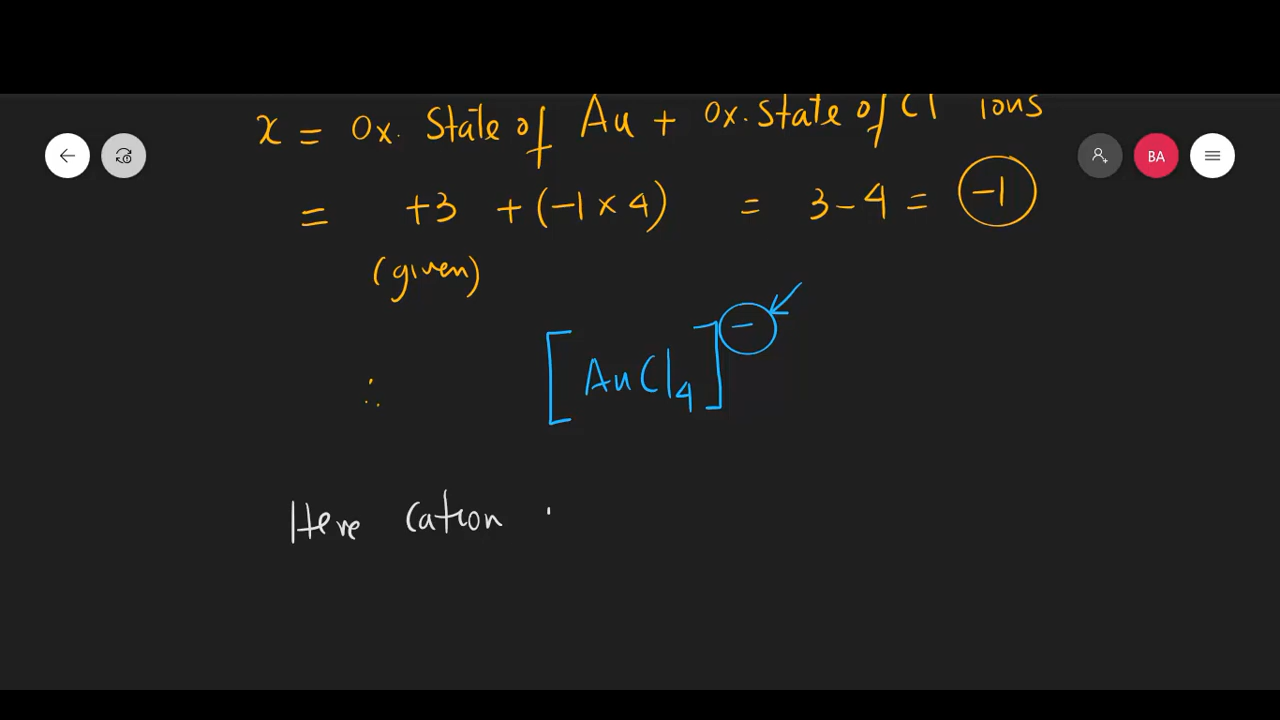 x = Ox. State of Au + Ox. State of Cl ions
= +3 + (-1 × 4) = 3 - 4 = -1
(given)
∴ [AuCl₄]⁻
Here Cation
BA